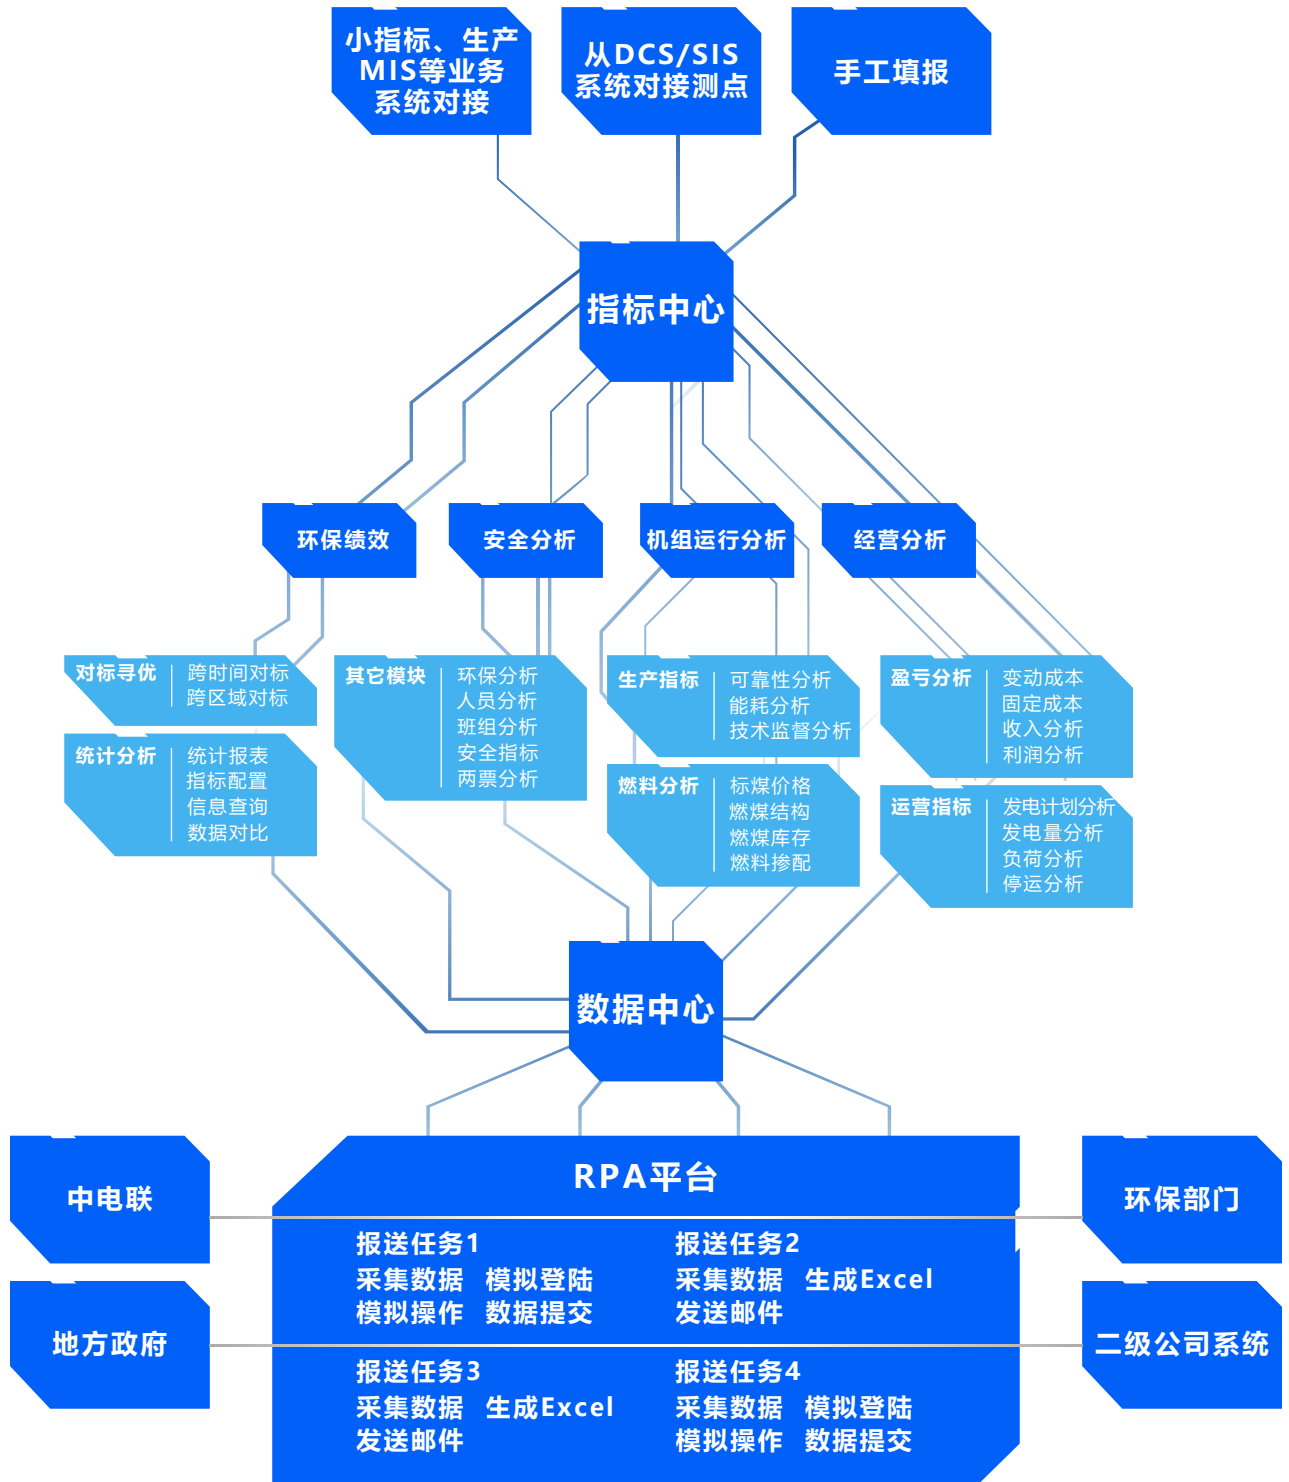 小指标、生产
MIS等业务
系统对接
从DCS/SIS
系统对接测点
手工填报
指标中心
环保绩效
安全分析
机组运行分析
经营分析
对标寻优
跨时间对标
跨区域对标
统计分析
统计报表
指标配置
信息查询
数据对比
其它模块
环保分析
人员分析
班组分析
安全指标
两票分析
生产指标
可靠性分析
能耗分析
技术监督分析
燃料分析
标煤价格
燃煤结构
燃煤库存
燃料掺配
盈亏分析
变动成本
固定成本
收入分析
利润分析
运营指标
发电计划分析
发电量分析
负荷分析
停运分析
数据中心
RPA平台
中电联
地方政府
报送任务1
采集数据 模拟登陆
模拟操作 数据提交
报送任务2
采集数据 生成Excel
发送邮件
报送任务3
采集数据 生成Excel
发送邮件
报送任务4
采集数据 模拟登陆
模拟操作 数据提交
环保部门
二级公司系统